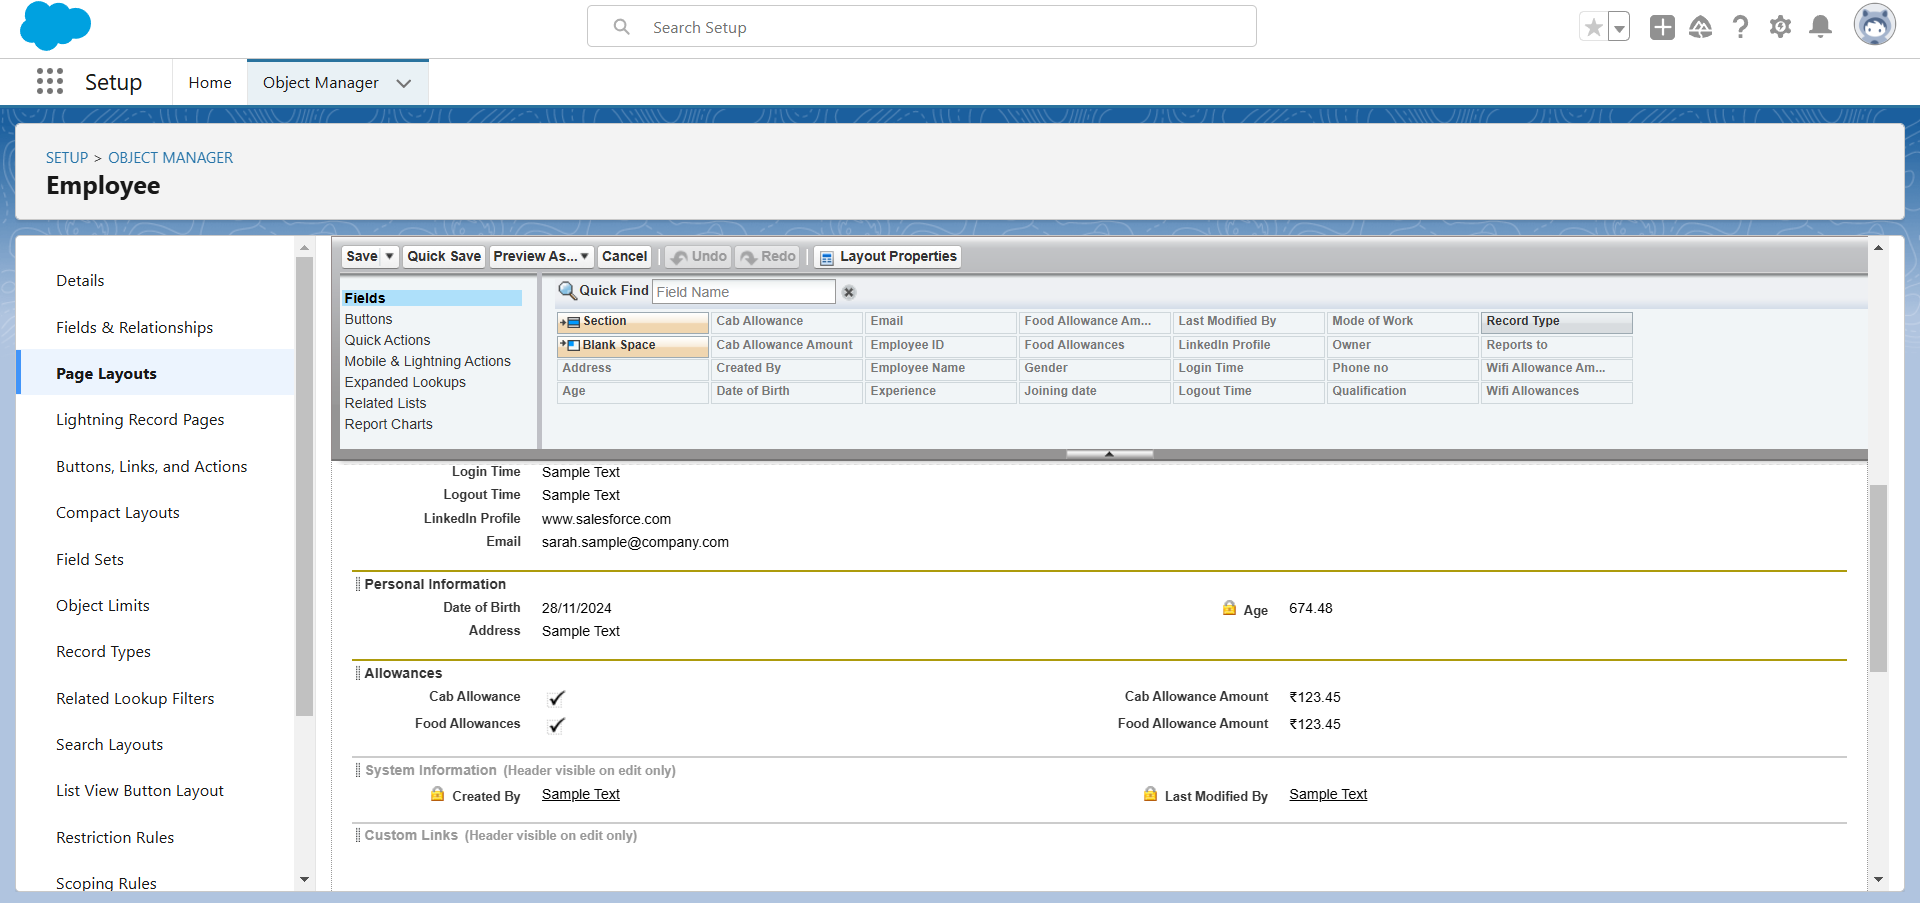 Search Setup
Setup
Home
Object Manager
SETUP > OBJECT MANAGER
Employee
Details
Fields & Relationships
Page Layouts
Lightning Record Pages
Buttons, Links, and Actions
Compact Layouts
Field Sets
Object Limits
Record Types
Related Lookup Filters
Search Layouts
List View Button Layout
Restriction Rules
Scoping Rules
Save Quick Save Preview As... Cancel Undo Redo Layout Properties
Fields
Buttons
Quick Actions
Mobile & Lightning Actions
Expanded Lookups
Related Lists
Report Charts
Quick Find Field Name
Section Cab Allowance Email Food Allowance Am... Last Modified By Mode of Work Record Type
Blank Space Cab Allowance Amount Employee ID Food Allowances LinkedIn Profile Owner Reports to
Address Created By Employee Name Gender Login Time Phone no Wifi Allowance Am...
Age Date of Birth Experience Joining date Logout Time Qualification Wifi Allowances
Login Time Sample Text
Logout Time Sample Text
LinkedIn Profile www.salesforce.com
Email sarah.sample@company.com
Personal Information
Date of Birth 28/11/2024 Age 674.48
Address Sample Text
Allowances
Cab Allowance Cab Allowance Amount ₹123.45
Food Allowances Food Allowance Amount ₹123.45
System Information (Header visible on edit only)
Created By Sample Text Last Modified By Sample Text
Custom Links (Header visible on edit only)